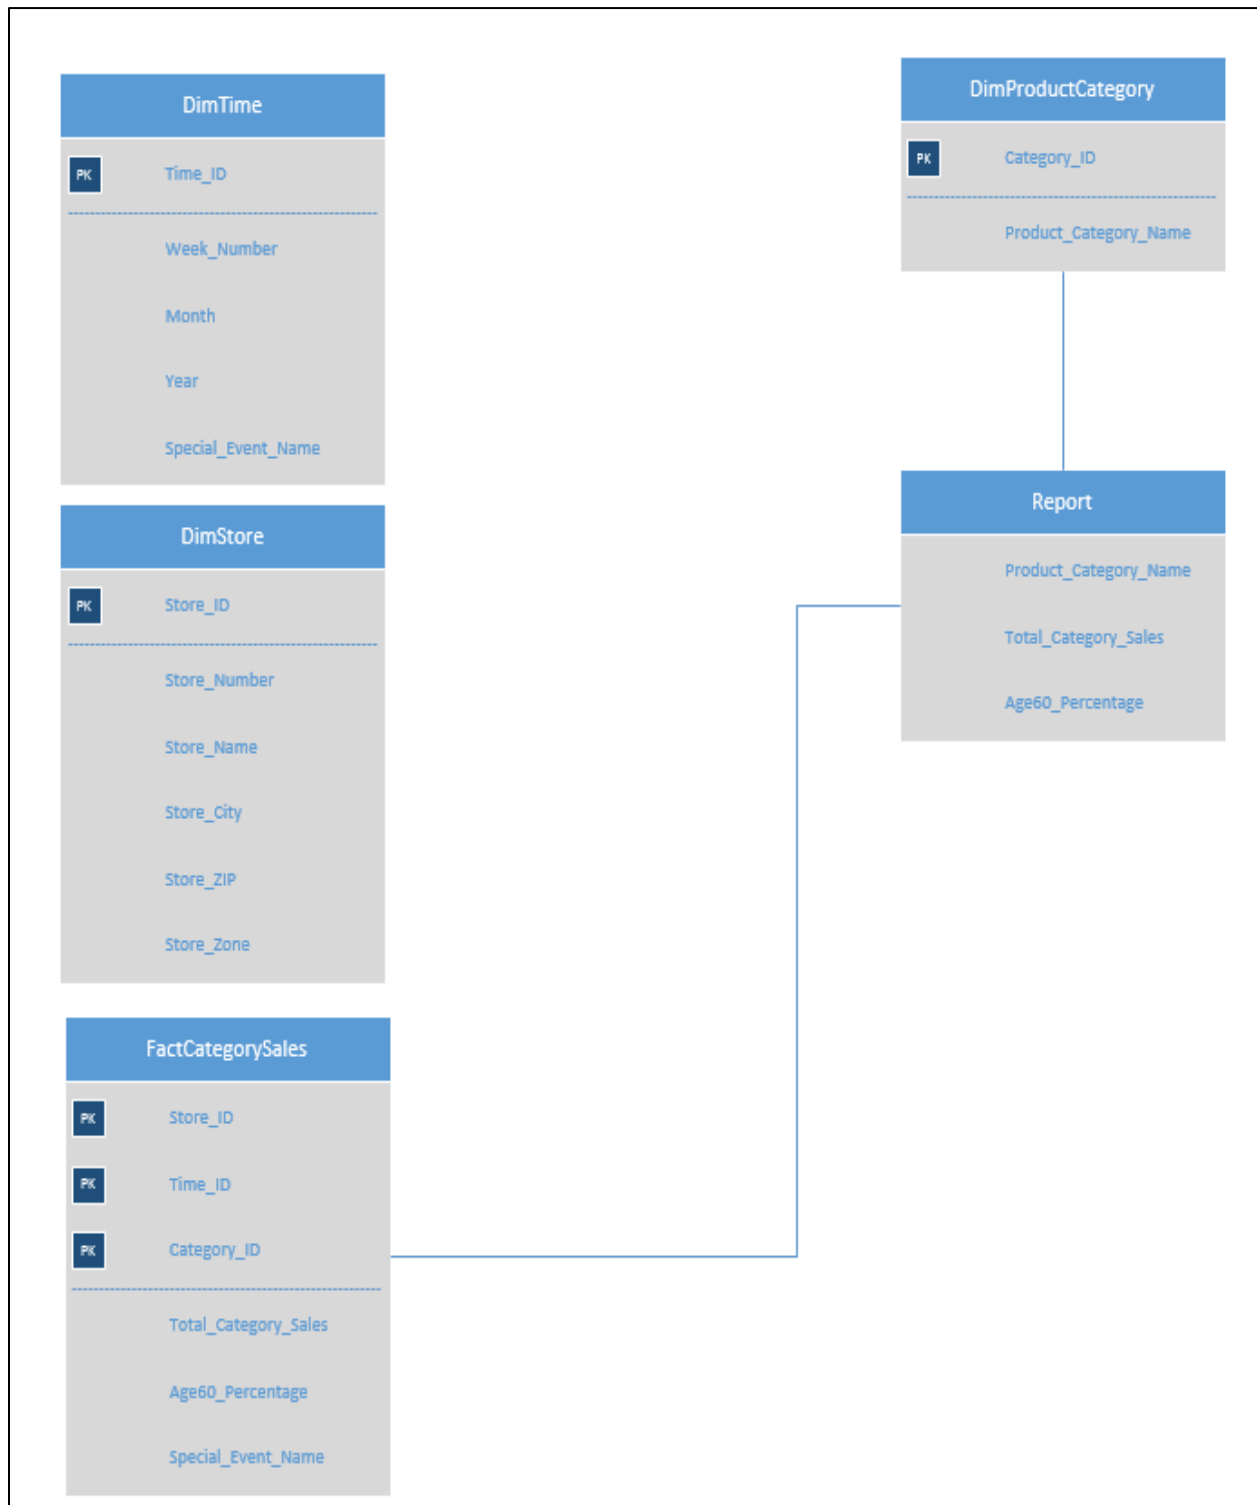 DimTime
PK Time_ID
Week_Number
Month
Year
Special_Event_Name
DimStore
PK Store_ID
Store_Number
Store_Name
Store_City
Store_ZIP
Store_Zone
FactCategorySales
PK Store_ID
PK Time_ID
PK Category_ID
Total_Category_Sales
Age60_Percentage
Special_Event_Name
DimProductCategory
PK Category_ID
Product_Category_Name
Report
Product_Category_Name
Total_Category_Sales
Age60_Percentage